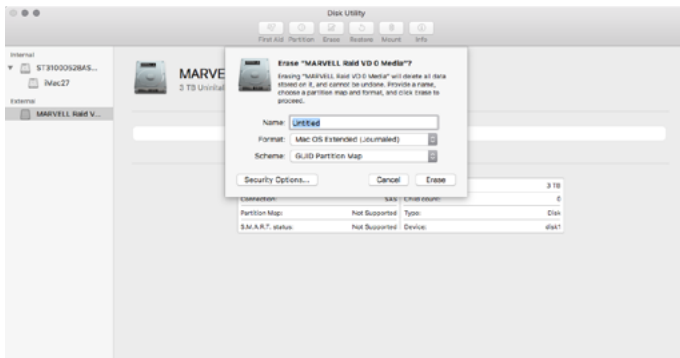 Disk Utility
First Aid Partition Erase Restore Mount Info
Internal
ST31000528AS...
iMac27
External
MARVELL Raid V...
MARVE
3 TB Uninitial
Erase "MARVELL Raid VD 0 Media"?
Erasing "MARVELL Raid VD 0 Media" will delete all data
stored on it, and cannot be undone. Provide a name,
choose a partition map and format, and click Erase to
proceed.
Name: Untitled
Format: Mac OS Extended (Journaled)
Scheme: GUID Partition Map
Security Options... Cancel Erase
3 TB
Connection: SAS Child count: 0
Partition Map: Not Supported Type: Disk
S.M.A.R.T. status: Not Supported Device: disk1